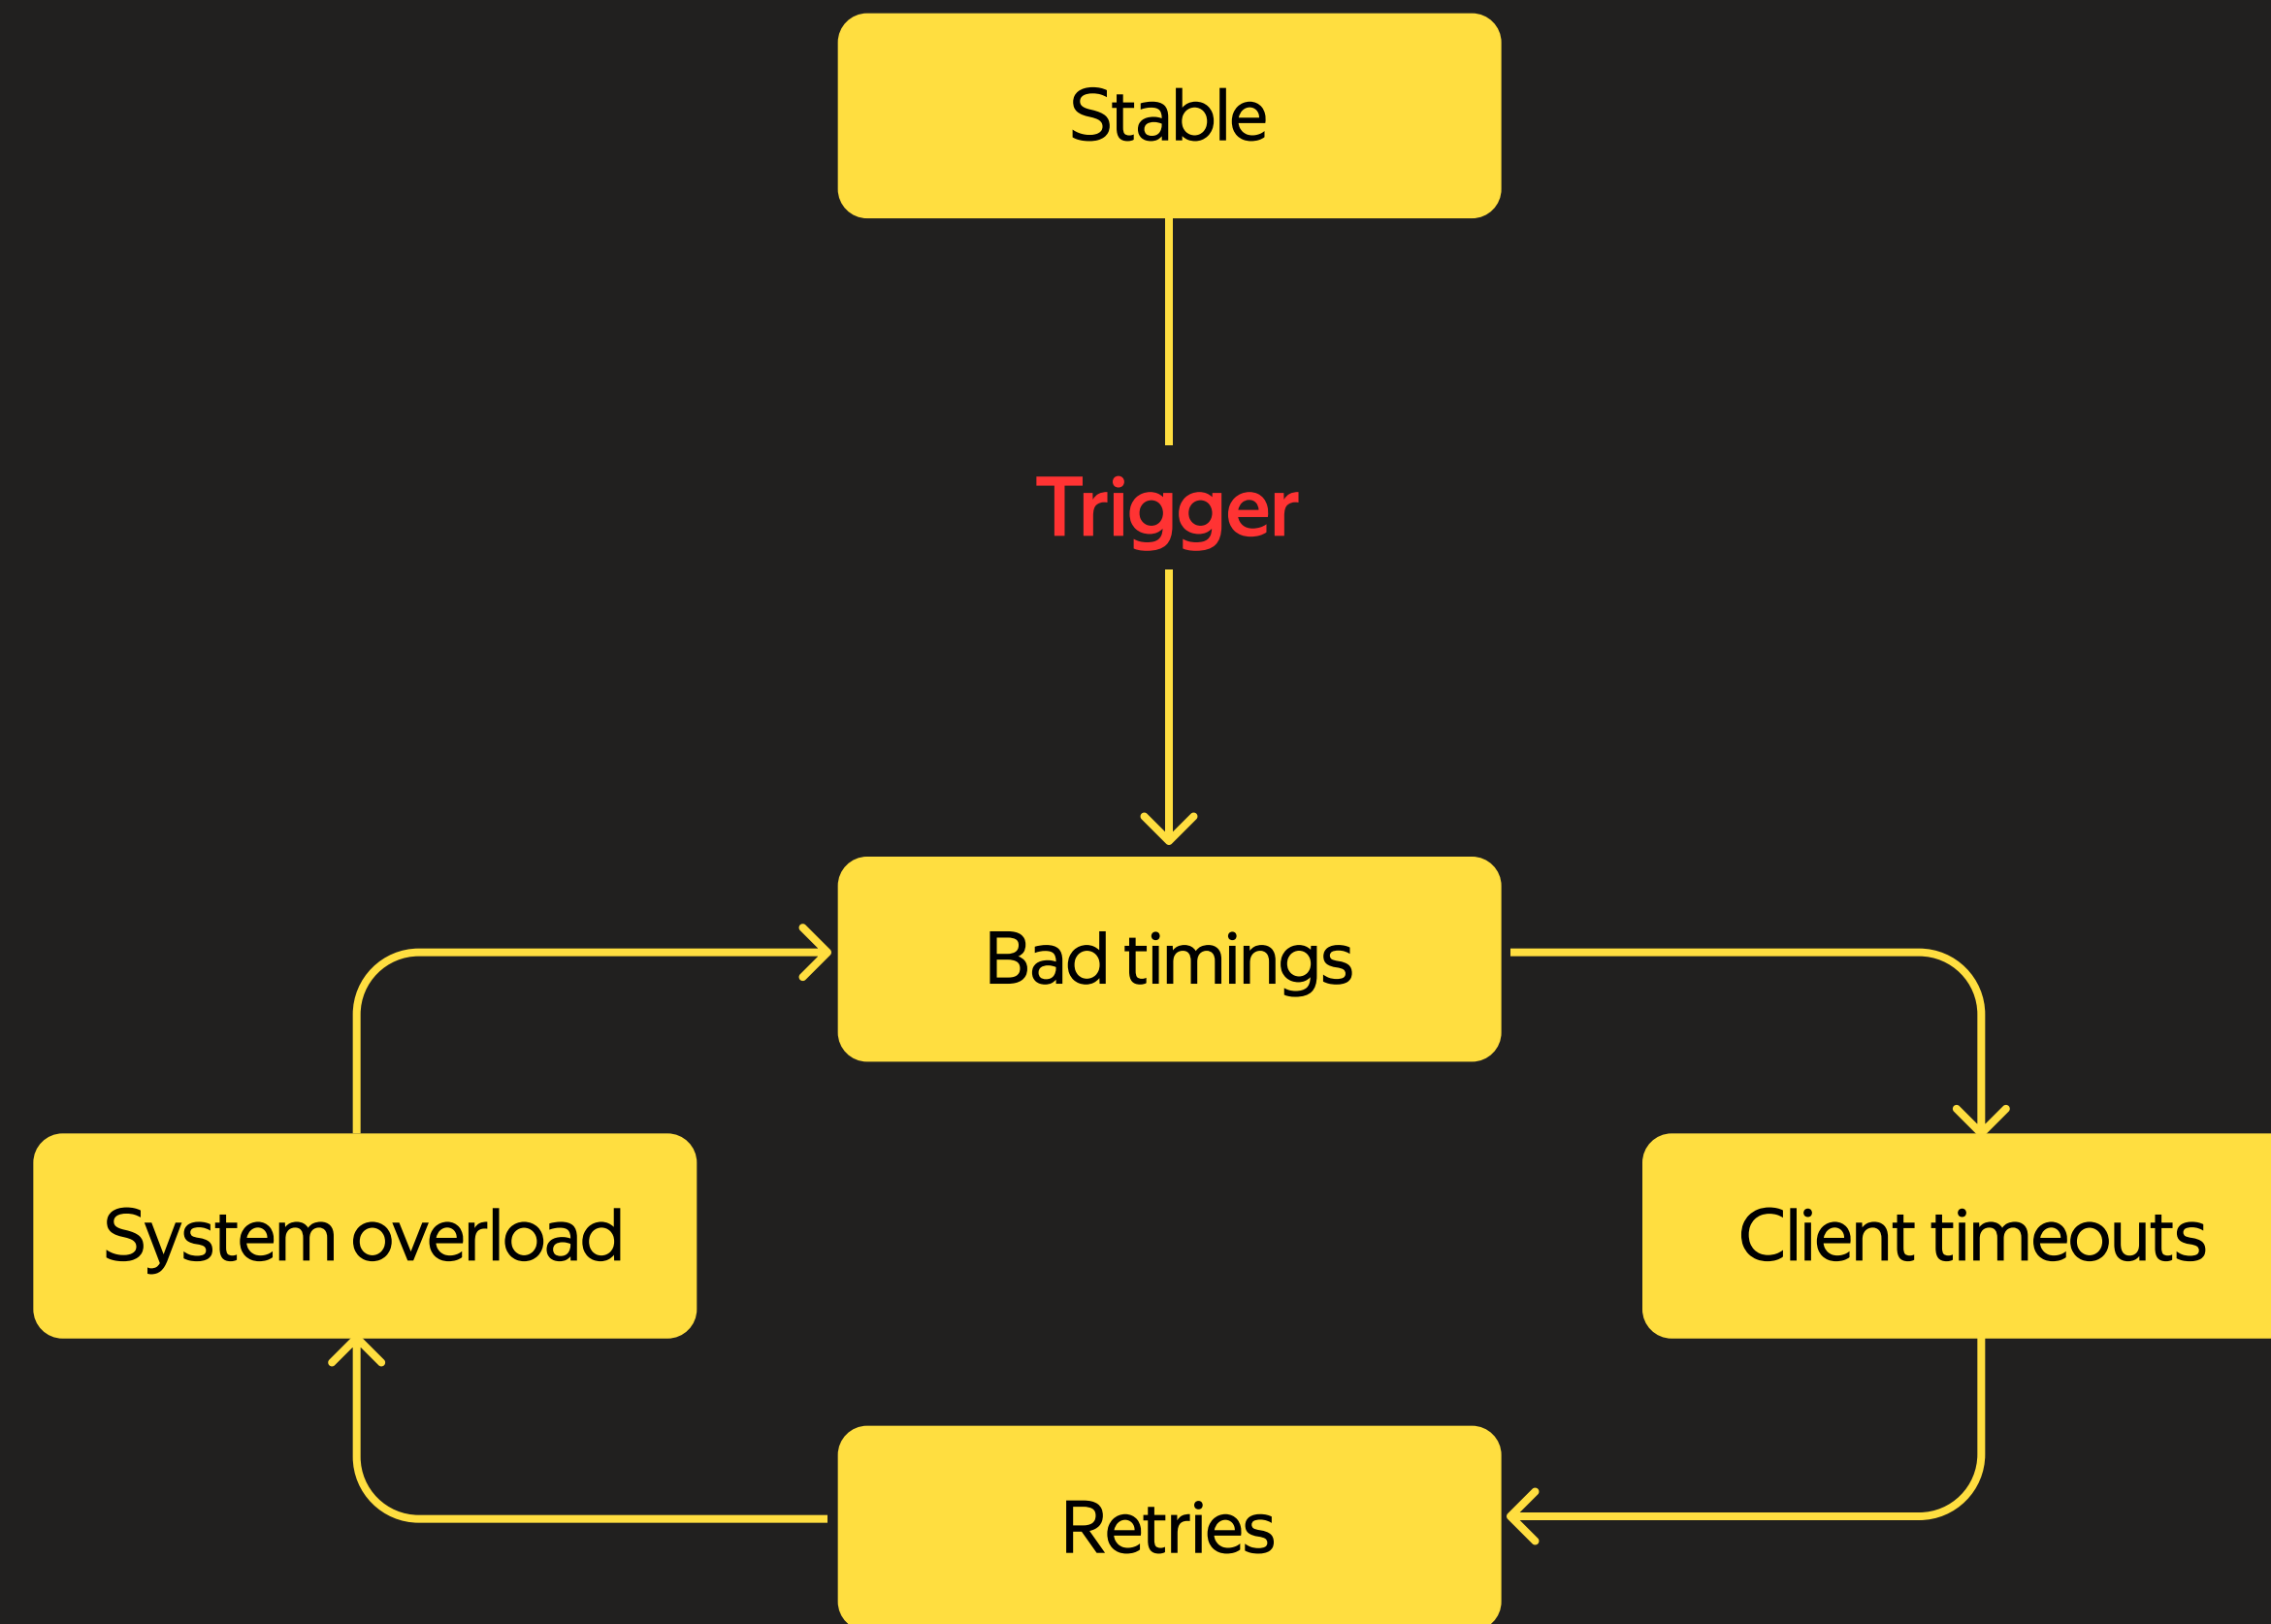 Stable
Trigger
Bad timings
System overload
Client timeouts
Retries